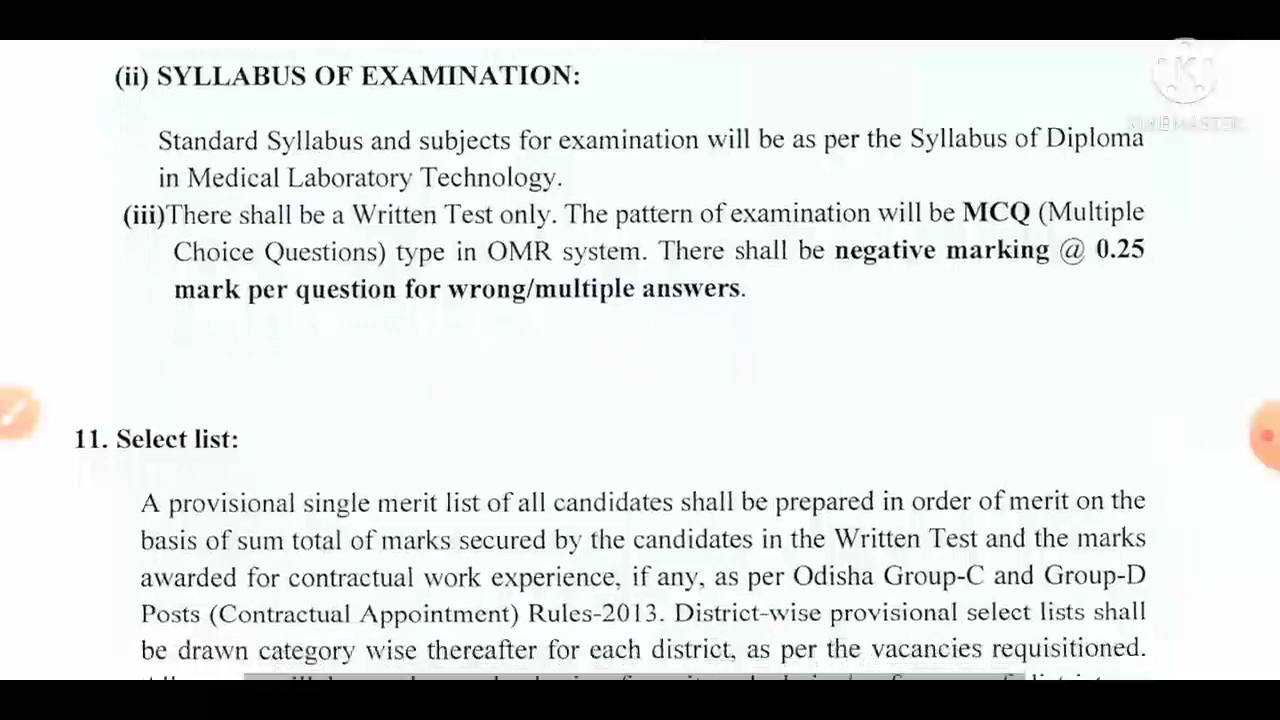 (ii) SYLLABUS OF EXAMINATION:
KINEMASTER
Standard Syllabus and subjects for examination will be as per the Syllabus of Diploma
in Medical Laboratory Technology.
(iii)There shall be a Written Test only. The pattern of examination will be MCQ (Multiple
Choice Questions) type in OMR system. There shall be negative marking @ 0.25
mark per question for wrong/multiple answers.
11. Select list:
A provisional single merit list of all candidates shall be prepared in order of merit on the
basis of sum total of marks secured by the candidates in the Written Test and the marks
awarded for contractual work experience, if any, as per Odisha Group-C and Group-D
Posts (Contractual Appointment) Rules-2013. District-wise provisional select lists shall
be drawn category wise thereafter for each district, as per the vacancies requisitioned.